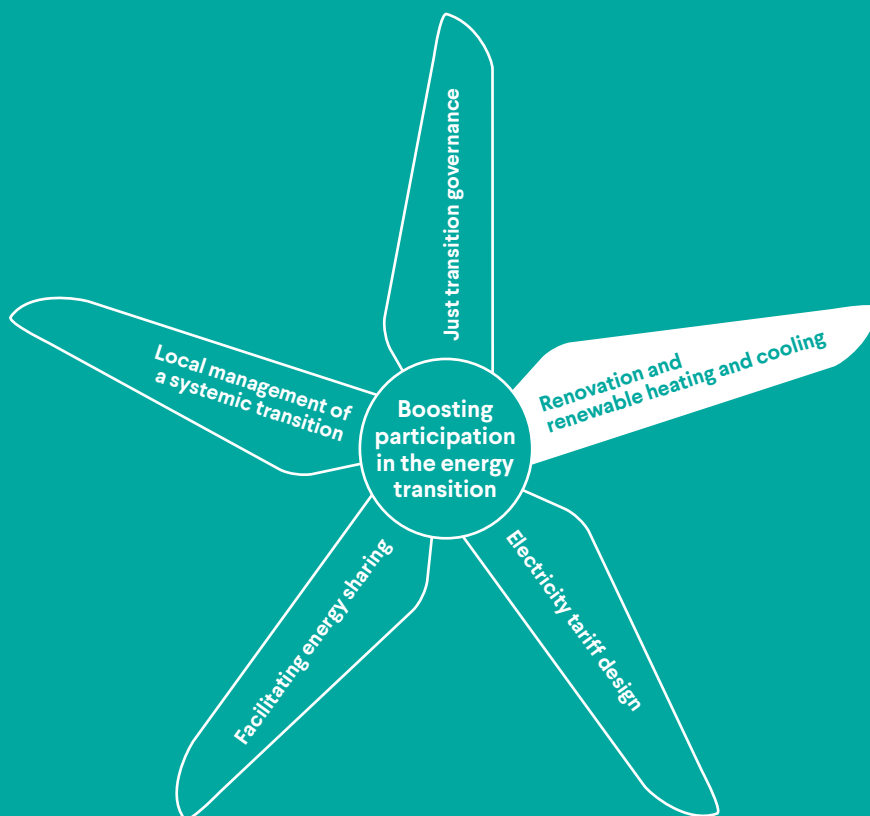 Just transition governance
Renovation and
renewable heating and cooling
Local management of
a systemic transition
Boosting
participation
in the energy
transition
Electricity tariff design
Facilitating energy sharing